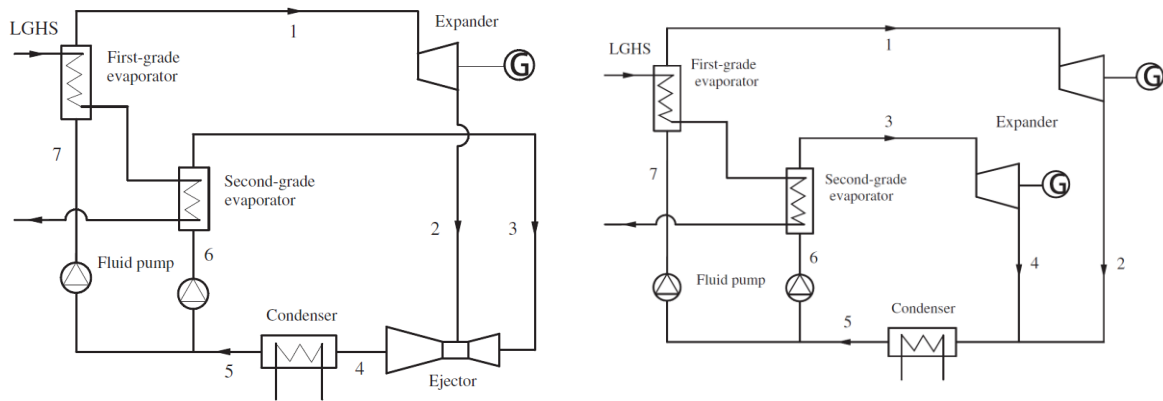 1
Expander
LGHS
First-grade
evaporator
G
7
Second-grade
evaporator
2
3
6
Fluid pump
Condenser
5
4
Ejector
1
LGHS
First-grade
evaporator
G
Expander
3
7
Second-grade
evaporator
G
6
4
2
Fluid pump
Condenser
5